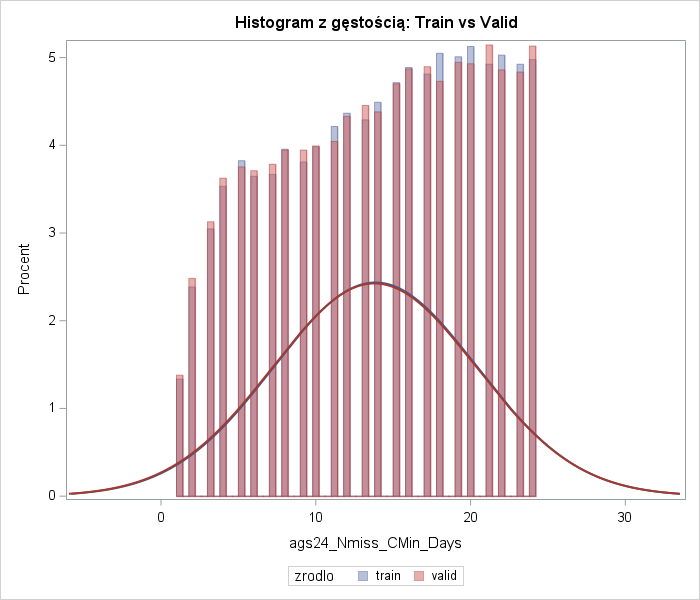 Histogram z gęstością: Train vs Valid
5
4
3
2
1
0
Procent
0 10 20 30
ags24_Nmiss_CMin_Days
zrodlo train valid